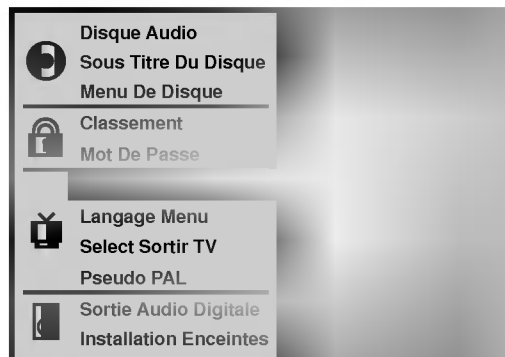 Disque Audio
Sous Titre Du Disque
Menu De Disque
Classement
Mot De Passe
Langage Menu
Select Sortir TV
Pseudo PAL
Sortie Audio Digitale
Installation Enceintes